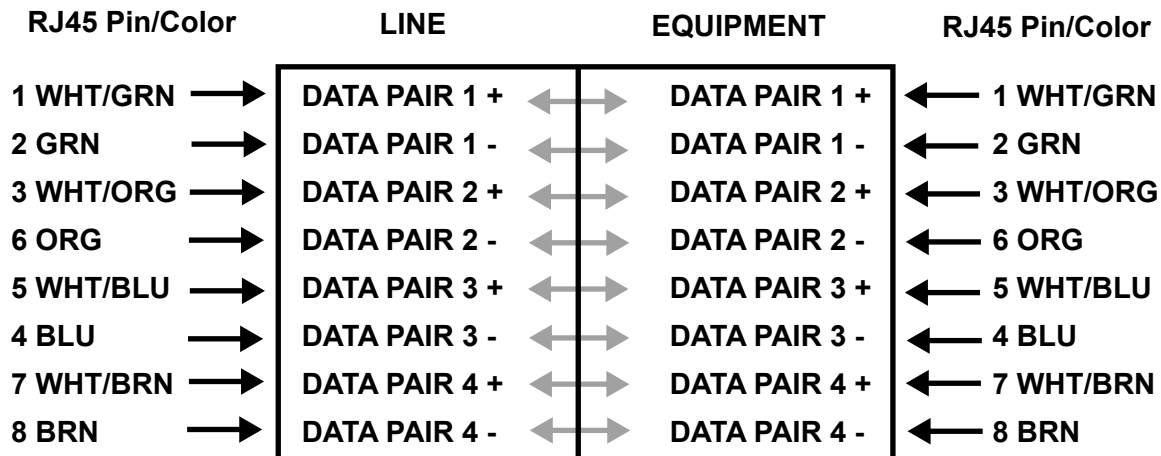 RJ45 Pin/Color LINE EQUIPMENT RJ45 Pin/Color
1 WHT/GRN DATA PAIR 1 + DATA PAIR 1 + 1 WHT/GRN
2 GRN DATA PAIR 1 - DATA PAIR 1 - 2 GRN
3 WHT/ORG DATA PAIR 2 + DATA PAIR 2 + 3 WHT/ORG
6 ORG DATA PAIR 2 - DATA PAIR 2 - 6 ORG
5 WHT/BLU DATA PAIR 3 + DATA PAIR 3 + 5 WHT/BLU
4 BLU DATA PAIR 3 - DATA PAIR 3 - 4 BLU
7 WHT/BRN DATA PAIR 4 + DATA PAIR 4 + 7 WHT/BRN
8 BRN DATA PAIR 4 - DATA PAIR 4 - 8 BRN